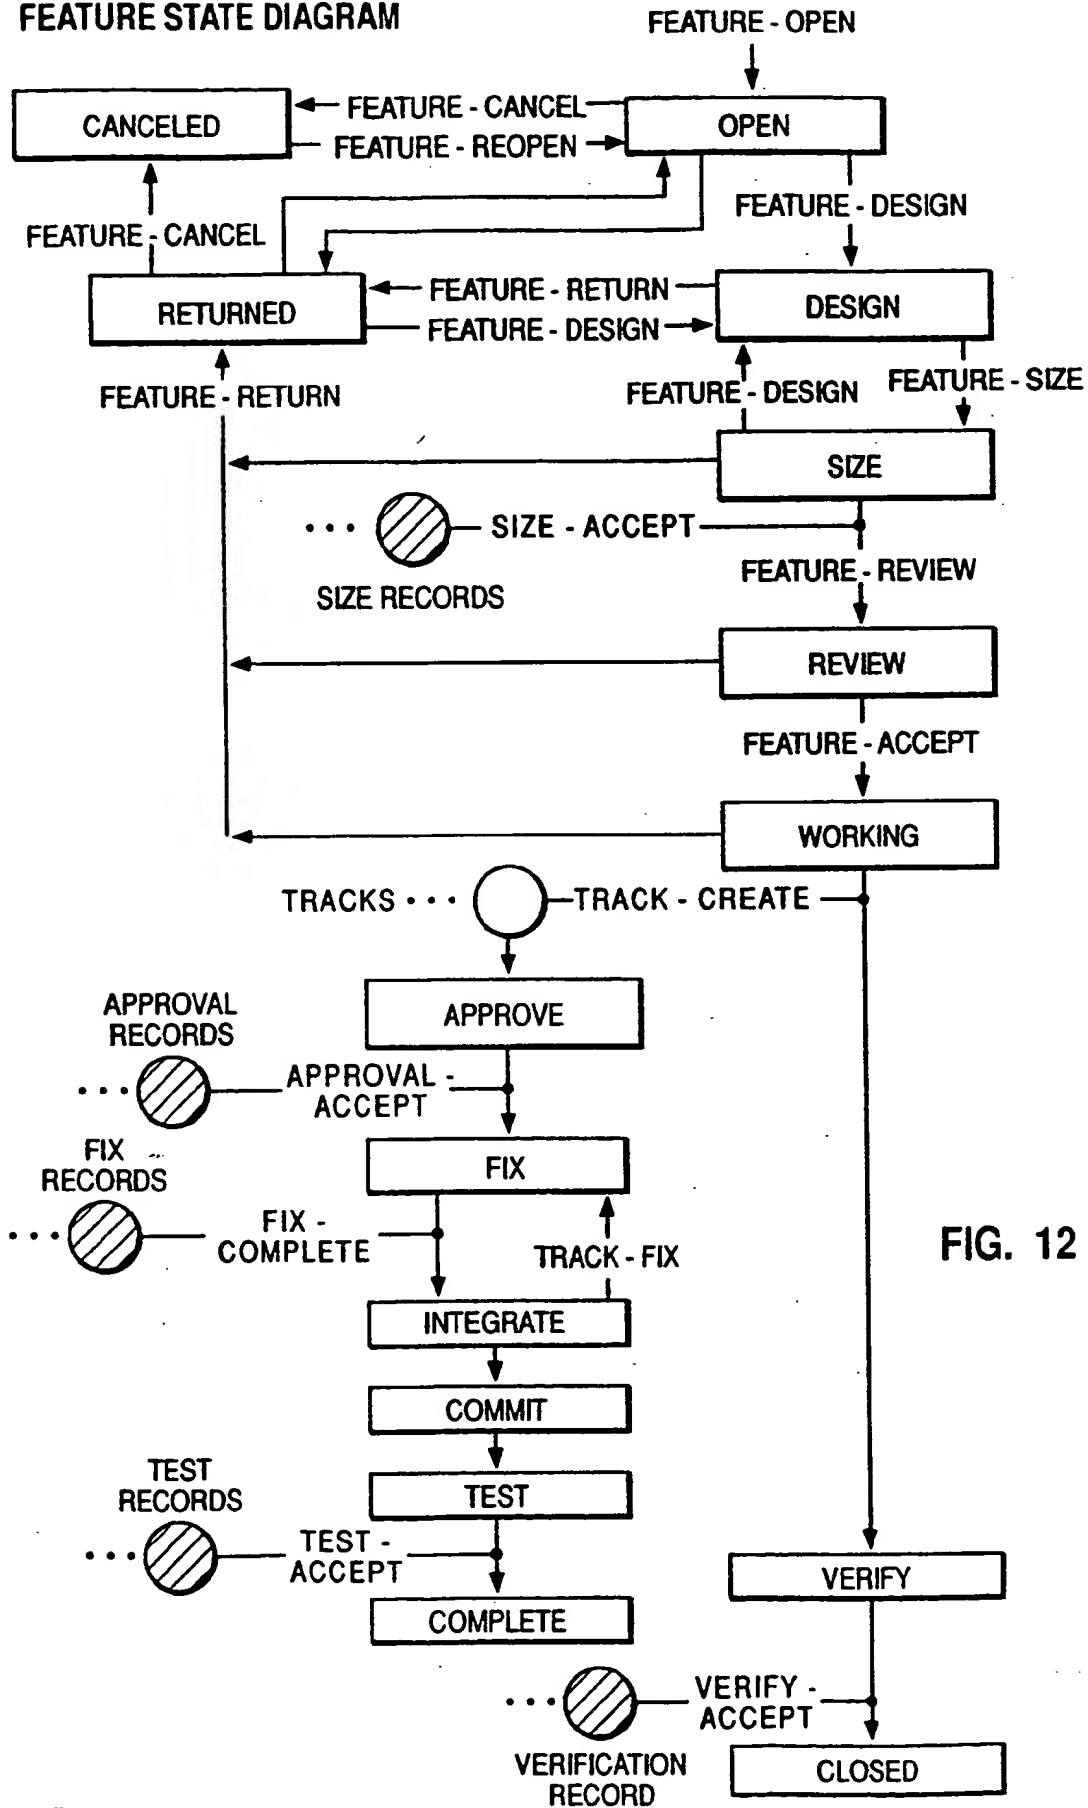 FEATURE STATE DIAGRAM
FEATURE - OPEN
CANCELED
FEATURE - CANCEL
OPEN
FEATURE - REOPEN
FEATURE - DESIGN
FEATURE - CANCEL
RETURNED
FEATURE - RETURN
DESIGN
FEATURE - DESIGN
FEATURE - RETURN
FEATURE - DESIGN
FEATURE - SIZE
SIZE
• • •
SIZE - ACCEPT
SIZE RECORDS
FEATURE - REVIEW
REVIEW
FEATURE - ACCEPT
WORKING
TRACKS • • •
TRACK - CREATE
APPROVE
APPROVAL
RECORDS
• • •
APPROVAL -
ACCEPT
FIX
RECORDS
FIX
• • •
FIX -
COMPLETE
TRACK - FIX
FIG. 12
INTEGRATE
COMMIT
TEST
RECORDS
TEST
• • •
TEST -
ACCEPT
VERIFY
COMPLETE
• • •
VERIFY -
ACCEPT
VERIFICATION
RECORD
CLOSED